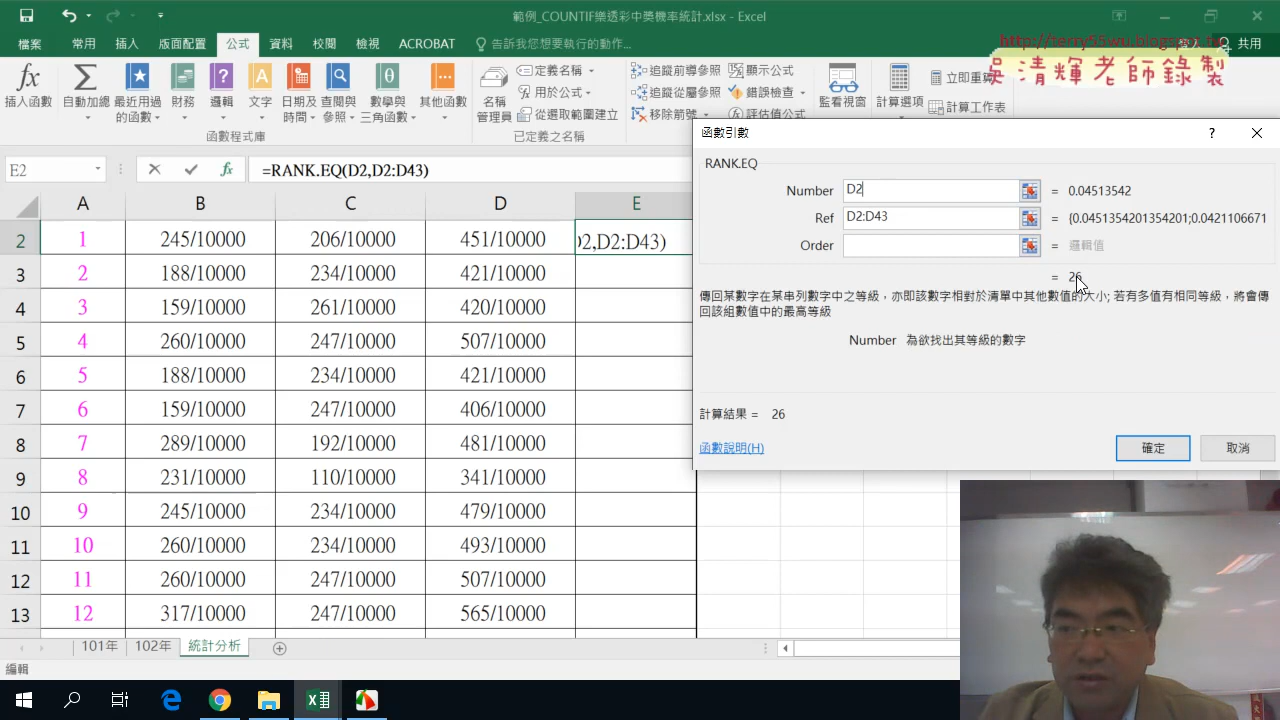 範例_COUNTIF樂透彩中獎機率統計.xlsx - Excel
http://terry55wu.blogspot.tw
吳清輝老師錄製
檔案 常用 插入 版面配置 公式 資料 校閱 檢視 ACROBAT 告訴我您想要執行的動作... 共用
插入函數 自動加總 最近用過的函數 財務 邏輯 文字 日期及時間 查閱與參照 數學與三角函數 其他函數
函數程式庫
名稱管理員 定義名稱 用於公式 從選取範圍建立
已定義之名稱
追蹤前導參照 顯示公式
追蹤從屬參照 錯誤檢查
移除箭號 評估值公式
監看視窗 計算選項 立即重算
計算工作表
E2 =RANK.EQ(D2,D2:D43)
A B C D E
2 1 245/10000 206/10000 451/10000 D2,D2:D43)
3 2 188/10000 234/10000 421/10000
4 3 159/10000 261/10000 420/10000
5 4 260/10000 247/10000 507/10000
6 5 188/10000 234/10000 421/10000
7 6 159/10000 247/10000 406/10000
8 7 289/10000 192/10000 481/10000
9 8 231/10000 110/10000 341/10000
10 9 245/10000 234/10000 479/10000
11 10 260/10000 234/10000 493/10000
12 11 260/10000 247/10000 507/10000
13 12 317/10000 247/10000 565/10000
101年 102年 統計分析
編輯
函數引數 ?
RANK.EQ
Number D2 = 0.04513542
Ref D2:D43 = {0.0451354201354201;0.0421106671
Order = 邏輯值
= 26
傳回某數字在某串列數字中之等級，亦即該數字相對於清單中其他數值的大小; 若有多值有相同等級，將會傳
回該組數值中的最高等級
Number 為欲找出其等級的數字
計算結果 = 26
函數說明(H)
確定 取消